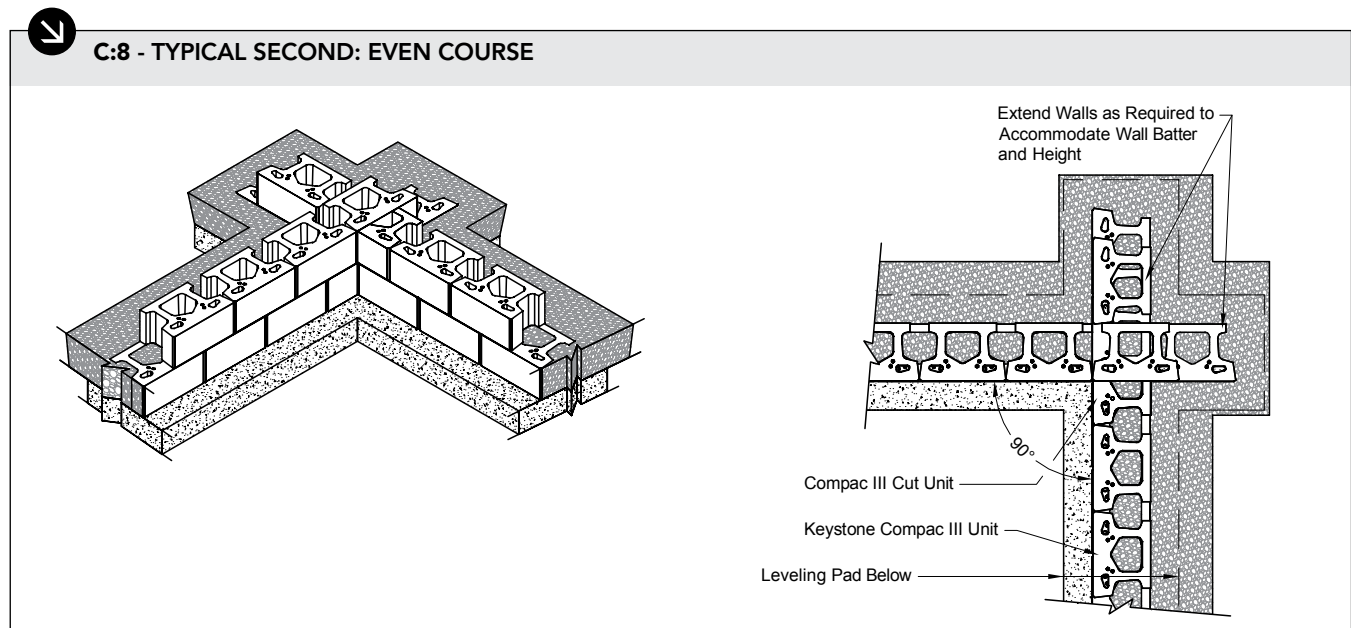 C:8 - TYPICAL SECOND: EVEN COURSE
Extend Walls as Required to
Accommodate Wall Batter
and Height
90°
Compac III Cut Unit
Keystone Compac III Unit
Leveling Pad Below